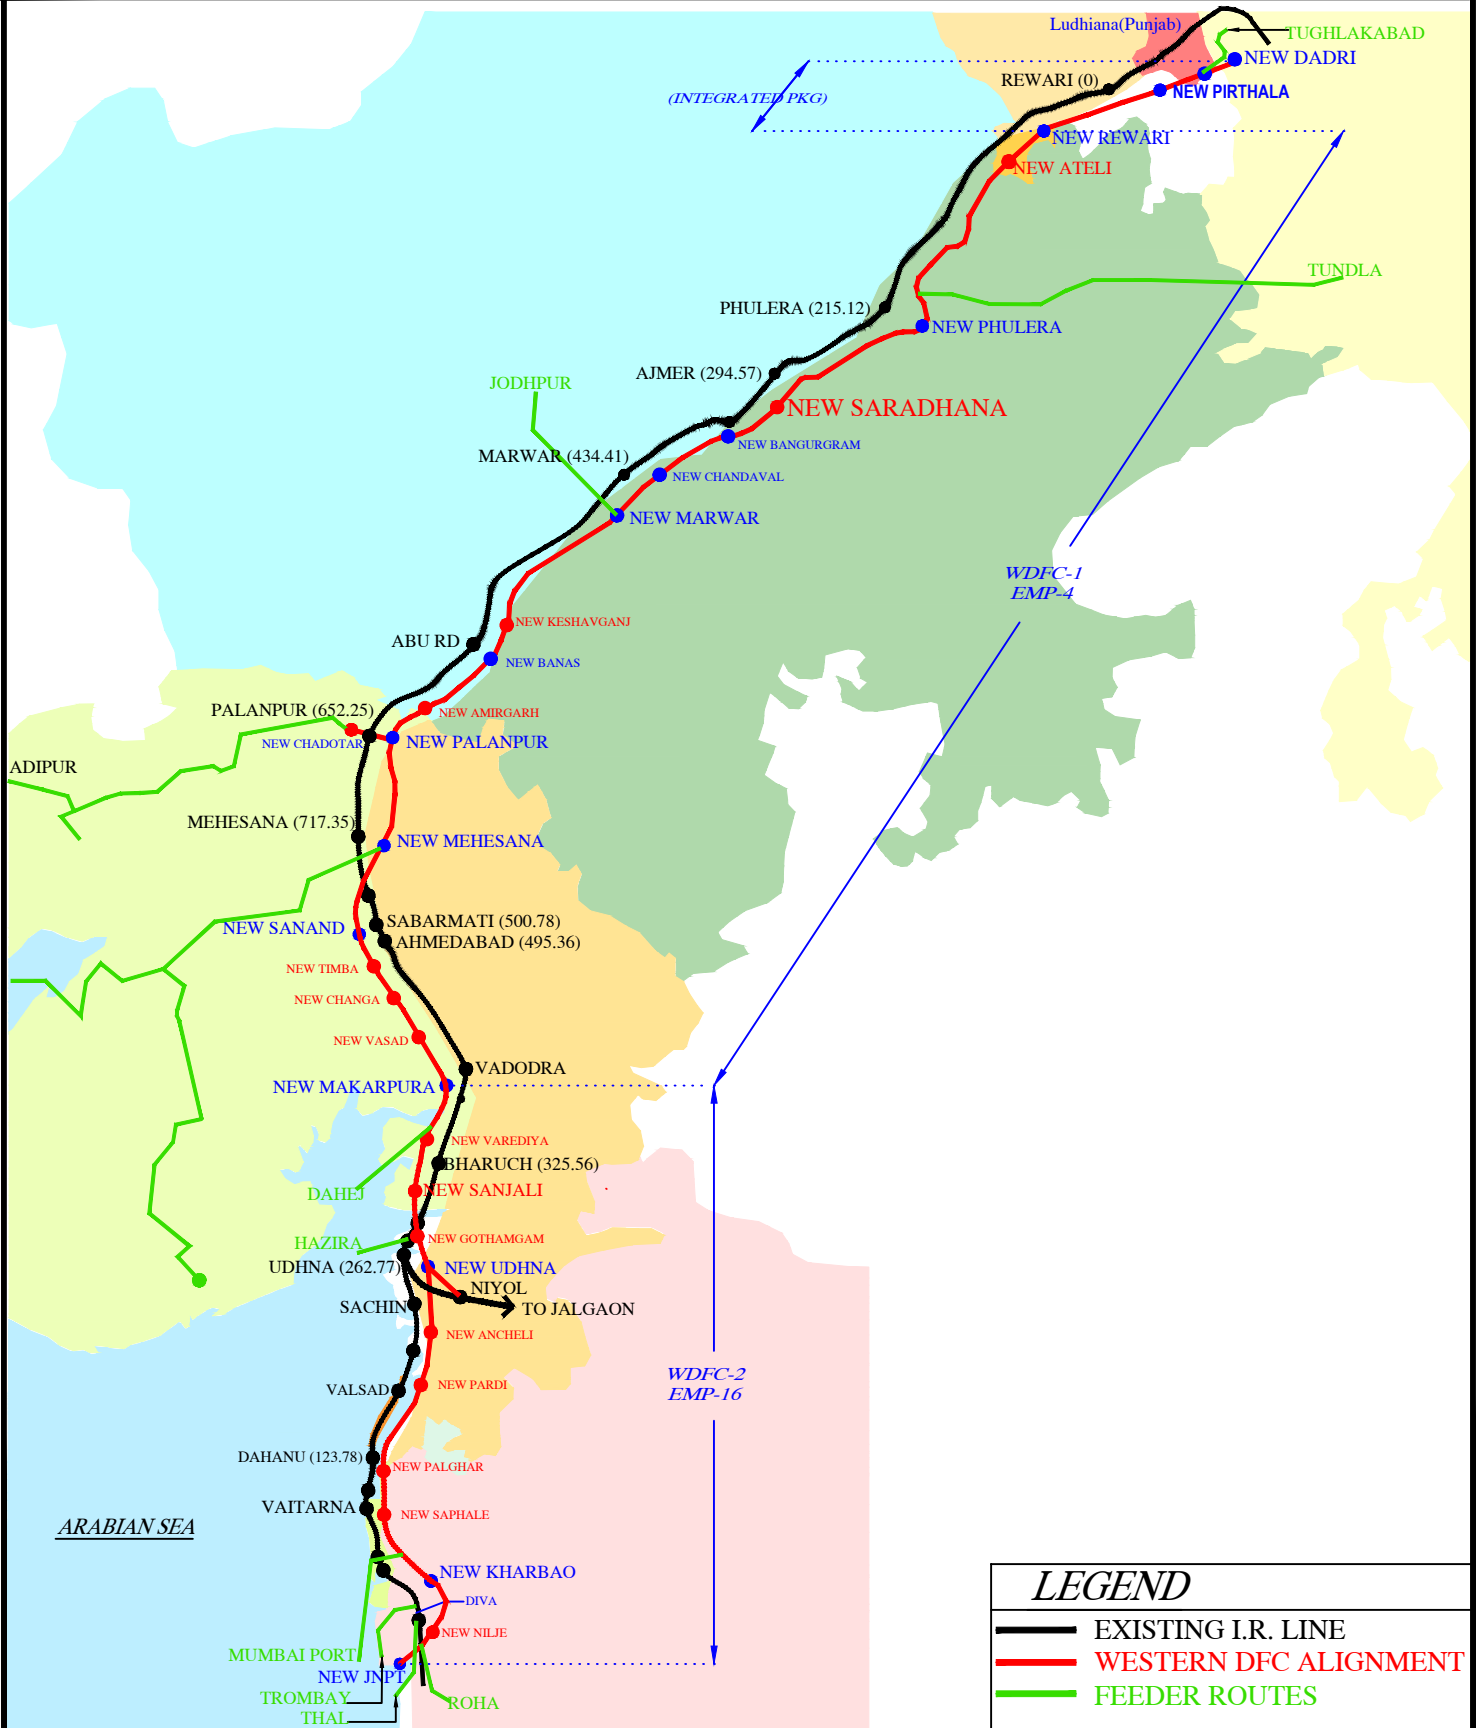 Ludhiana(Punjab)
TUGHLAKABAD
NEW DADRI
REWARI (0)
NEW PIRTHALA
(INTEGRATED PKG)
NEW REWARI
NEW ATELI
TUNDLA
PHULERA (215.12)
NEW PHULERA
AJMER (294.57)
JODHPUR
NEW SARADHANA
NEW BANGURGRAM
MARWAR (434.41)
NEW CHANDAVAL
NEW MARWAR
WDFC-1
EMP-4
NEW KESHAVGANJ
ABU RD
NEW BANAS
PALANPUR (652.25)
NEW AMIRGARH
NEW CHADOTAR
NEW PALANPUR
ADIPUR
MEHESANA (717.35)
NEW MEHESANA
SABARMATI (500.78)
NEW SANAND
AHMEDABAD (495.36)
NEW TIMBA
NEW CHANGA
NEW VASAD
VADODRA
NEW MAKARPURA
NEW VAREDIYA
BHARUCH (325.56)
DAHEJ
NEW SANJALI
HAZIRA
NEW GOTHAMGAM
UDHNA (262.77)
NEW UDHNA
NIYOL
SACHIN
TO JALGAON
NEW ANCHELI
WDFC-2
EMP-16
VALSAD
NEW PARDI
DAHANU (123.78)
NEW PALGHAR
VAITARNA
NEW SAPHALE
ARABIAN SEA
NEW KHARBAO
DIVA
NEW NILJE
MUMBAI PORT
NEW JNPT
TROMBAY
ROHA
THAL
LEGEND
EXISTING I.R. LINE
WESTERN DFC ALIGNMENT
FEEDER ROUTES